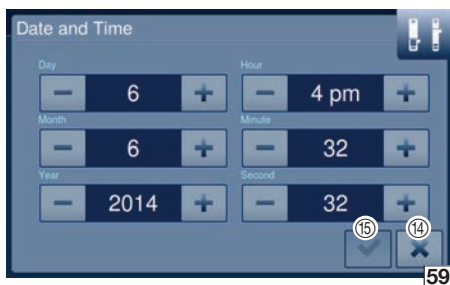 Date and Time
Day
Hour
− 6 +
− 4 pm +
Month
Minute
− 6 +
− 32 +
Year
Second
− 2014 +
− 32 +
⑮ ⑭
59